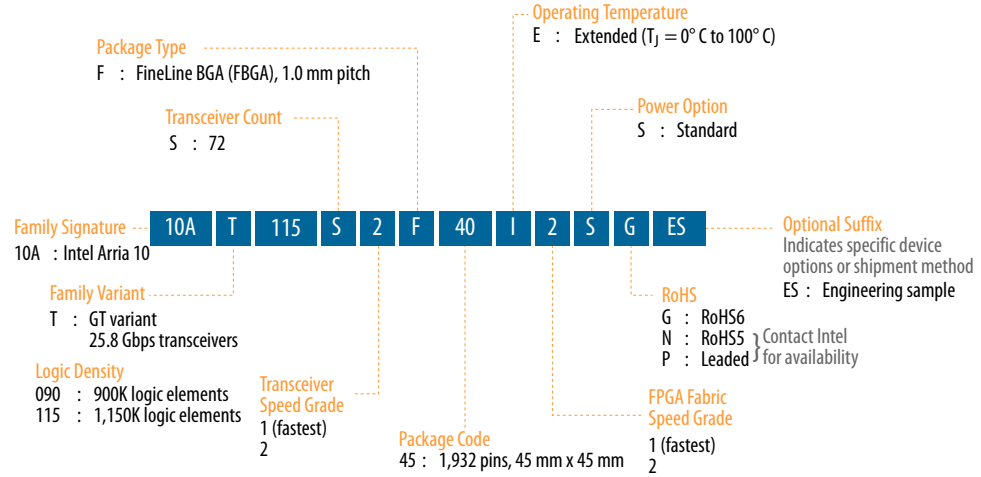 Operating Temperature
E : Extended (TJ = 0° C to 100° C)
Package Type
F : FineLine BGA (FBGA), 1.0 mm pitch
Transceiver Count
S : 72
Power Option
S : Standard
Family Signature
10A : Intel Arria 10
10A T 115 S 2 F 40 I 2 S G ES
Optional Suffix
Indicates specific device
options or shipment method
ES : Engineering sample
Family Variant
T : GT variant
25.8 Gbps transceivers
RoHS
G : RoHS6
N : RoHS5
P : Leaded
} Contact Intel
for availability
Logic Density
090 : 900K logic elements
115 : 1,150K logic elements
Transceiver
Speed Grade
1 (fastest)
2
Package Code
45 : 1,932 pins, 45 mm x 45 mm
FPGA Fabric
Speed Grade
1 (fastest)
2